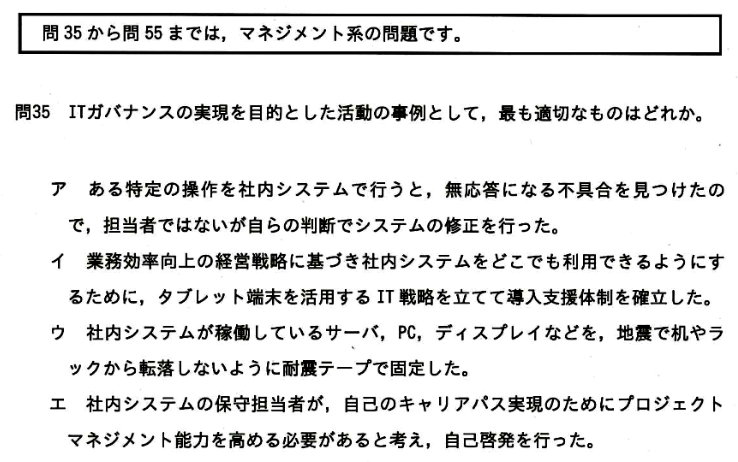 問35から問55までは，マネジメント系の問題です。
問35　ITガバナンスの実現を目的とした活動の事例として，最も適切なものはどれか。
ア　ある特定の操作を社内システムで行うと，無応答になる不具合を見つけたの
で，担当者ではないが自らの判断でシステムの修正を行った。
イ　業務効率向上の経営戦略に基づき社内システムをどこでも利用できるようにす
るために，タブレット端末を活用するIT戦略を立てて導入支援体制を確立した。
ウ　社内システムが稼働しているサーバ，PC，ディスプレイなどを，地震で机やラ
ックから転落しないように耐震テープで固定した。
エ　社内システムの保守担当者が，自己のキャリアパス実現のためにプロジェクト
マネジメント能力を高める必要があると考え，自己啓発を行った。